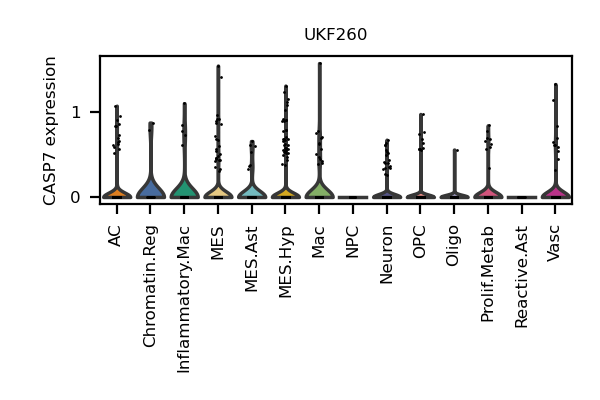 UKF260
CASP7 expression
1
0
AC
Chromatin.Reg
Inflammatory.Mac
MES
MES.Ast
MES.Hyp
Mac
NPC
Neuron
OPC
Oligo
Prolif.Metab
Reactive.Ast
Vasc